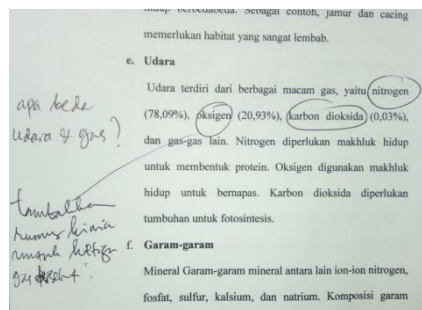 hidup berbedabeda. Sebagai contoh, jamur dan cacing
memerlukan habitat yang sangat lembab.
e. Udara
Udara terdiri dari berbagai macam gas, yaitu nitrogen
(78,09%), oksigen (20,93%), karbon dioksida (0,03%),
dan gas-gas lain. Nitrogen diperlukan makhluk hidup
untuk membentuk protein. Oksigen digunakan makhluk
hidup untuk bernapas. Karbon dioksida diperlukan
tumbuhan untuk fotosintesis.
f. Garam-garam
Mineral Garam-garam mineral antara lain ion-ion nitrogen,
fosfat, sulfur, kalsium, dan natrium. Komposisi garam
apa beda
udara & gas?
tambahkan
rumus kimia
untuk ketiga
gas